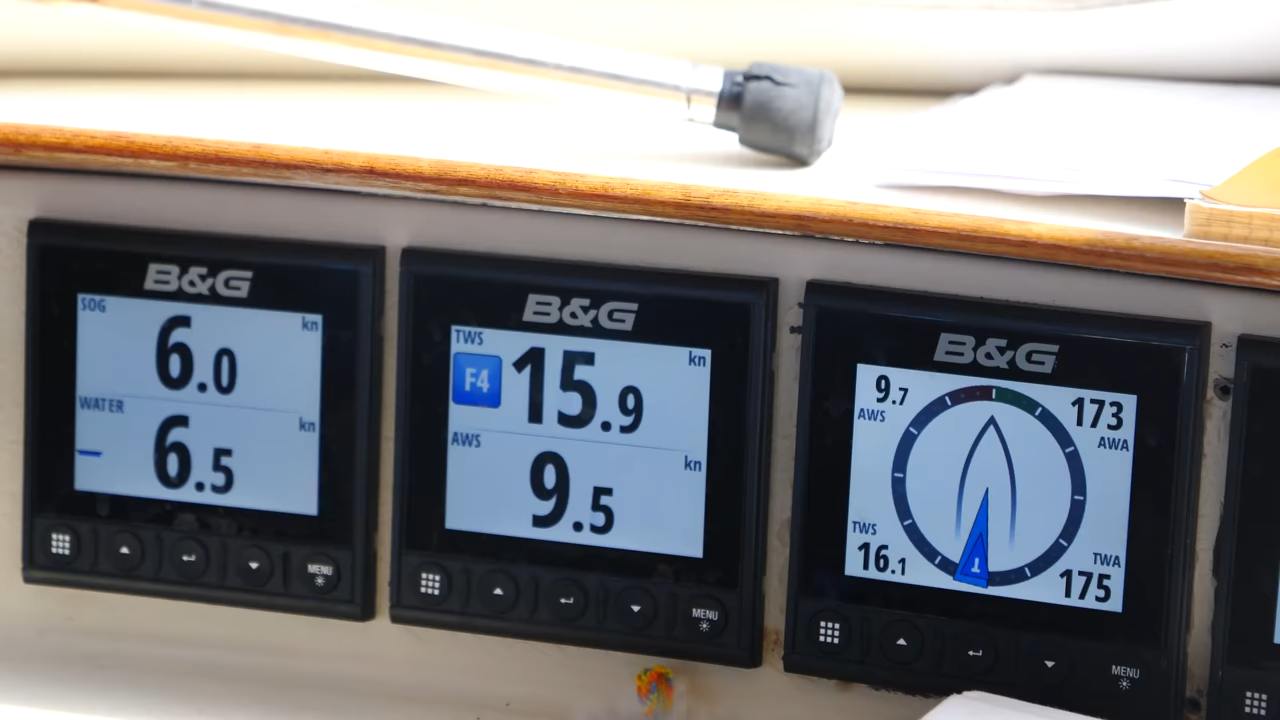 B&G
SOG
kn
6.0
WATER
kn
6.5
MENU
B&G
TWS
kn
F4
15.9
AWS
kn
9.5
MENU
B&G
9.7
AWS
173
AWA
TWS
16.1
TWA
175
T
MENU